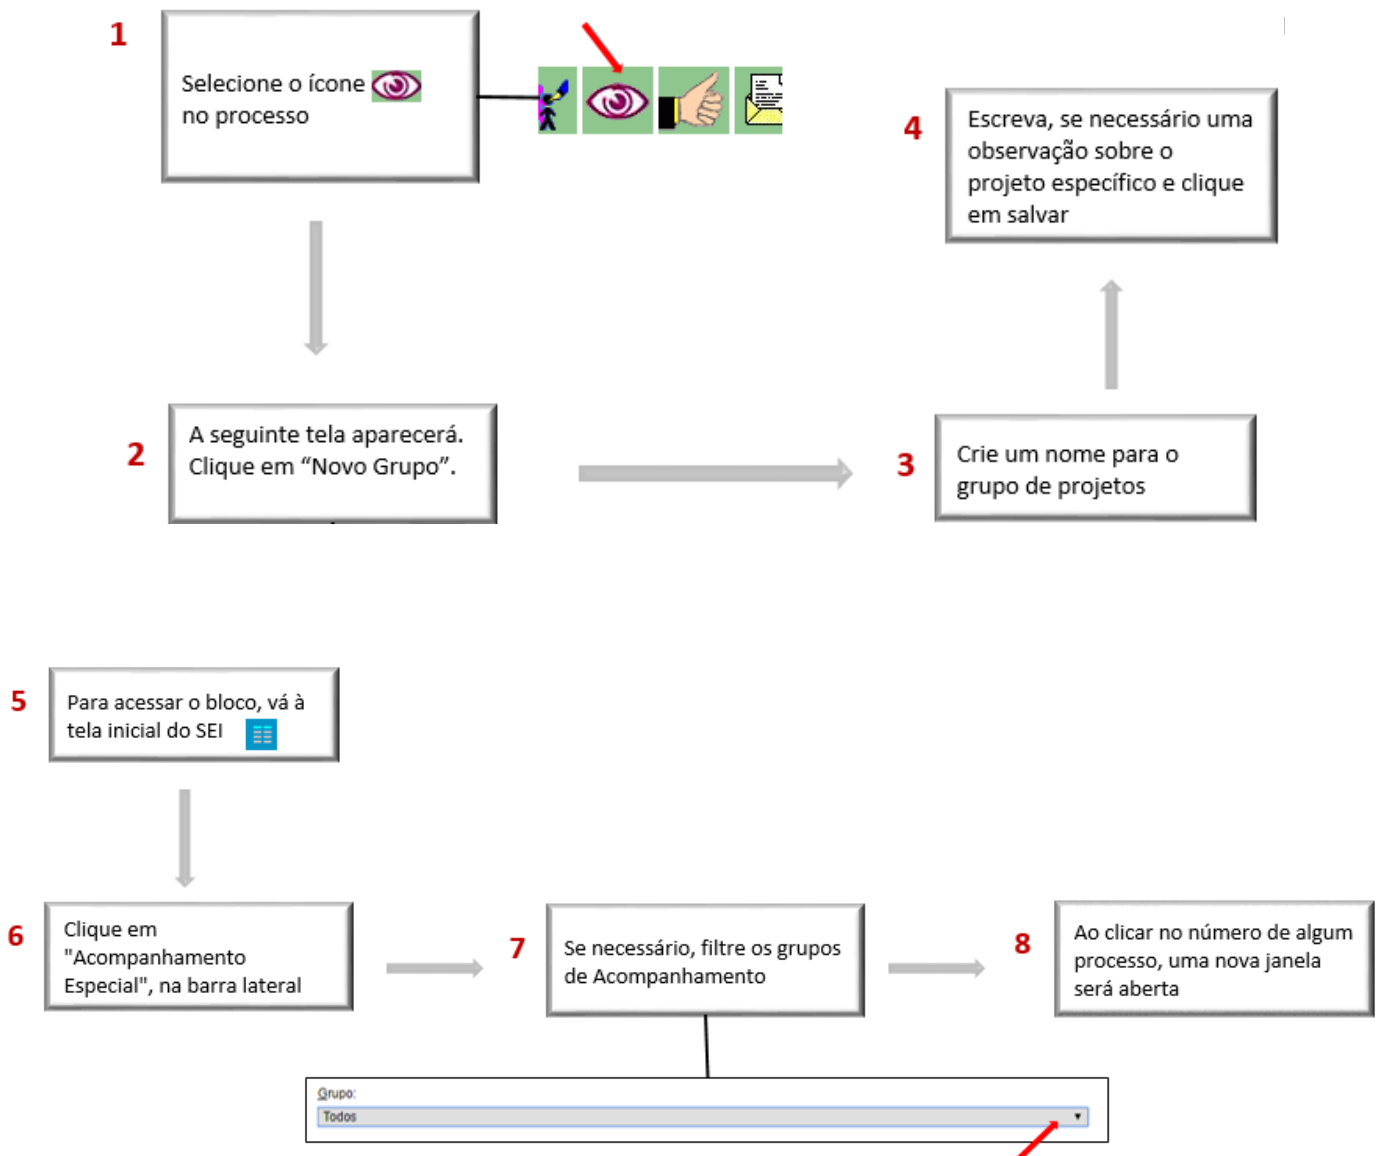 1
Selecione o ícone
no processo
2
A seguinte tela aparecerá.
Clique em “Novo Grupo”.
3
Crie um nome para o
grupo de projetos
4
Escreva, se necessário uma
observação sobre o
projeto específico e clique
em salvar
5
Para acessar o bloco, vá à
tela inicial do SEI
6
Clique em
"Acompanhamento
Especial", na barra lateral
7
Se necessário, filtre os grupos
de Acompanhamento
8
Ao clicar no número de algum
processo, uma nova janela
será aberta
Grupo:
Todos